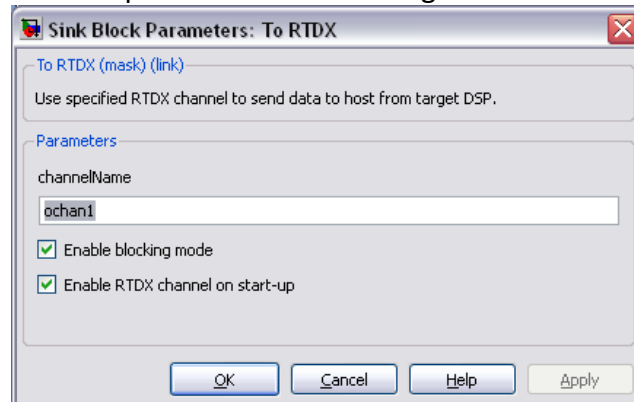 Sink Block Parameters: To RTDX
To RTDX (mask) (link)
Use specified RTDX channel to send data to host from target DSP.
Parameters
channelName
ochan1
Enable blocking mode
Enable RTDX channel on start-up
OK Cancel Help Apply